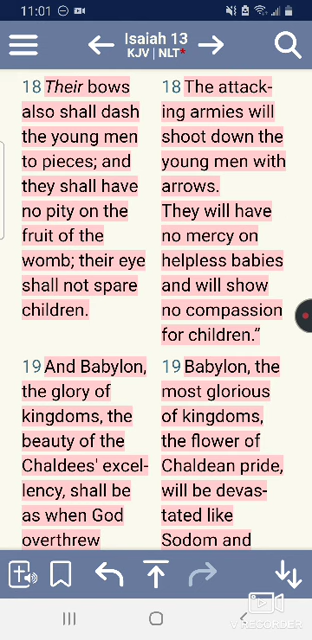 11:01
Isaiah 13
KJV | NLT*
18 Their bows
also shall dash
the young men
to pieces; and
they shall have
no pity on the
fruit of the
womb; their eye
shall not spare
children.
19 And Babylon,
the glory of
kingdoms, the
beauty of the
Chaldees' excel-
lency, shall be
as when God
overthrew
18 The attack-
ing armies will
shoot down the
young men with
arrows.
They will have
no mercy on
helpless babies
and will show
no compassion
for children.”
19 Babylon, the
most glorious
of kingdoms,
the flower of
Chaldean pride,
will be devas-
tated like
Sodom and
VRECORDER